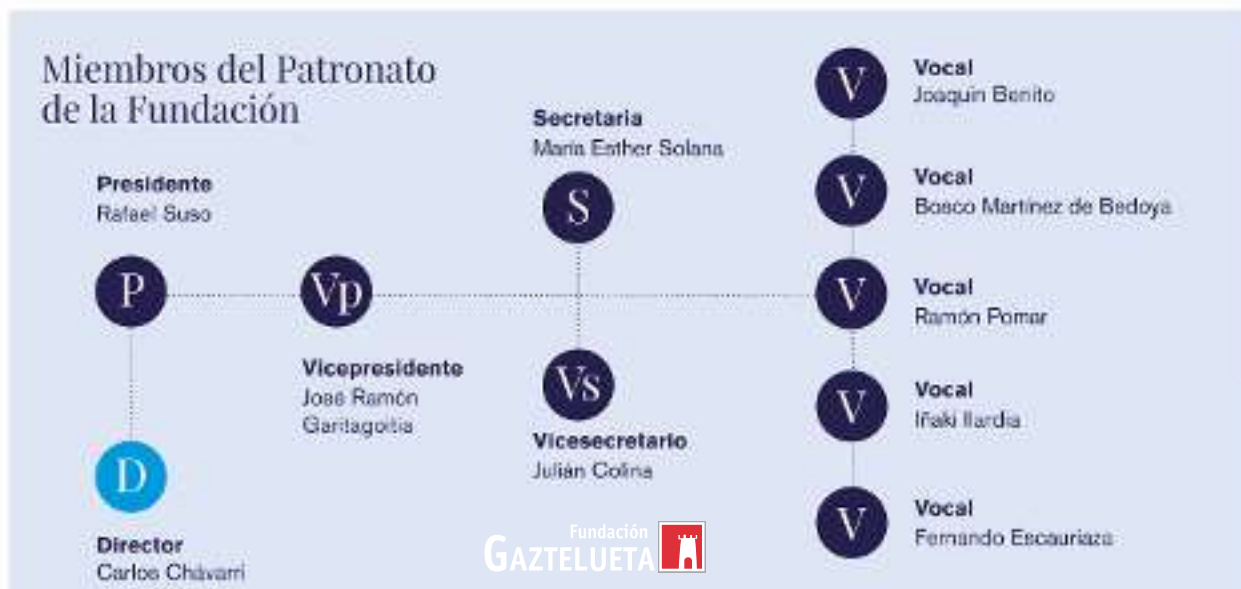 Miembros del Patronato
de la Fundación
Presidente
Rafael Suso
P
D
Director
Carlos Chávarri
Vp
Vicepresidente
José Ramón
Garitagoitia
Secretaria
María Esther Solana
S
Vs
Vicesecretario
Julián Colina
V
Vocal
Joaquín Benito
V
Vocal
Bosco Martínez de Bedoya
V
Vocal
Ramón Pomar
V
Vocal
Iñaki Ilardia
V
Vocal
Fernando Escauriaza
Fundación
GAZTELUETA